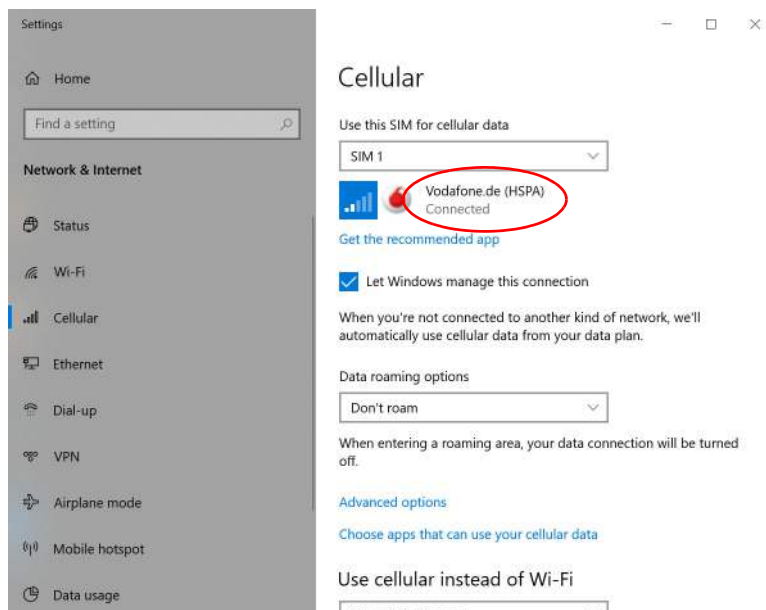 Settings
Home
Find a setting
Network & Internet
Status
Wi-Fi
Cellular
Ethernet
Dial-up
VPN
Airplane mode
Mobile hotspot
Data usage
Cellular
Use this SIM for cellular data
SIM 1
Vodafone.de (HSPA)
Connected
Get the recommended app
Let Windows manage this connection
When you're not connected to another kind of network, we'll
automatically use cellular data from your data plan.
Data roaming options
Don't roam
When entering a roaming area, your data connection will be turned
off.
Advanced options
Choose apps that can use your cellular data
Use cellular instead of Wi-Fi